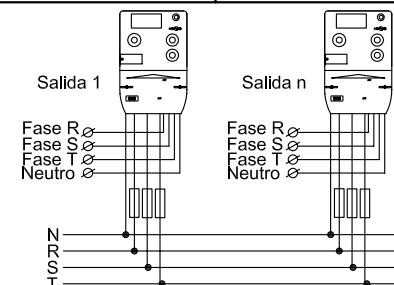 Salida 1
Salida n
Fase R
Fase S
Fase T
Neutro
Fase R
Fase S
Fase T
Neutro
N
R
S
T